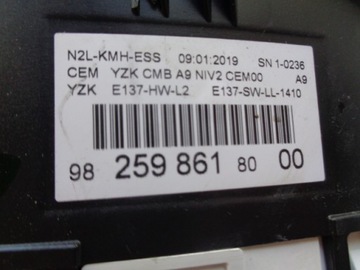 N2L-KMH-ESS 09:01:2019 SN 1-0236
CEM YZK CMB A9 NIV2 CEM00 A9
YZK E137-HW-L2 E137-SW-LL-1410
98 259 861 80 00